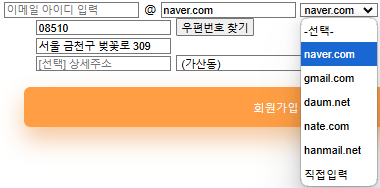 이메일 아이디 입력 @ naver.com naver.com
-선택-
08510 우편번호 찾기
naver.com
서울 금천구 벚꽃로 309
[선택] 상세주소 (가산동)
gmail.com
daum.net
회원가입
nate.com
hanmail.net
직접입력